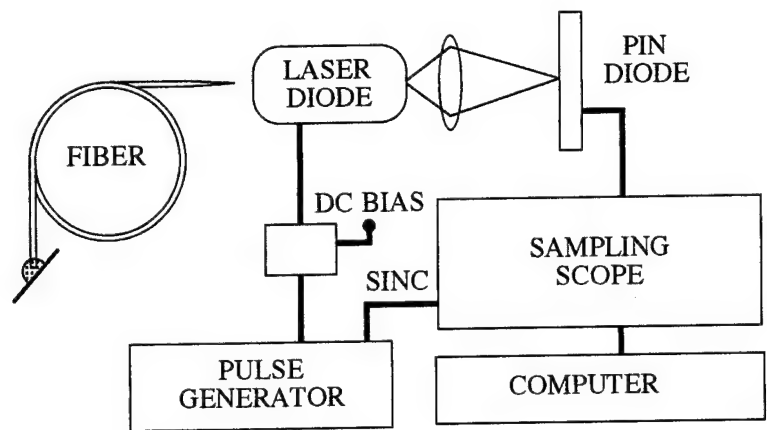 LASER
DIODE
PIN
DIODE
FIBER
DC BIAS
SAMPLING
SCOPE
SINC
PULSE
GENERATOR
COMPUTER